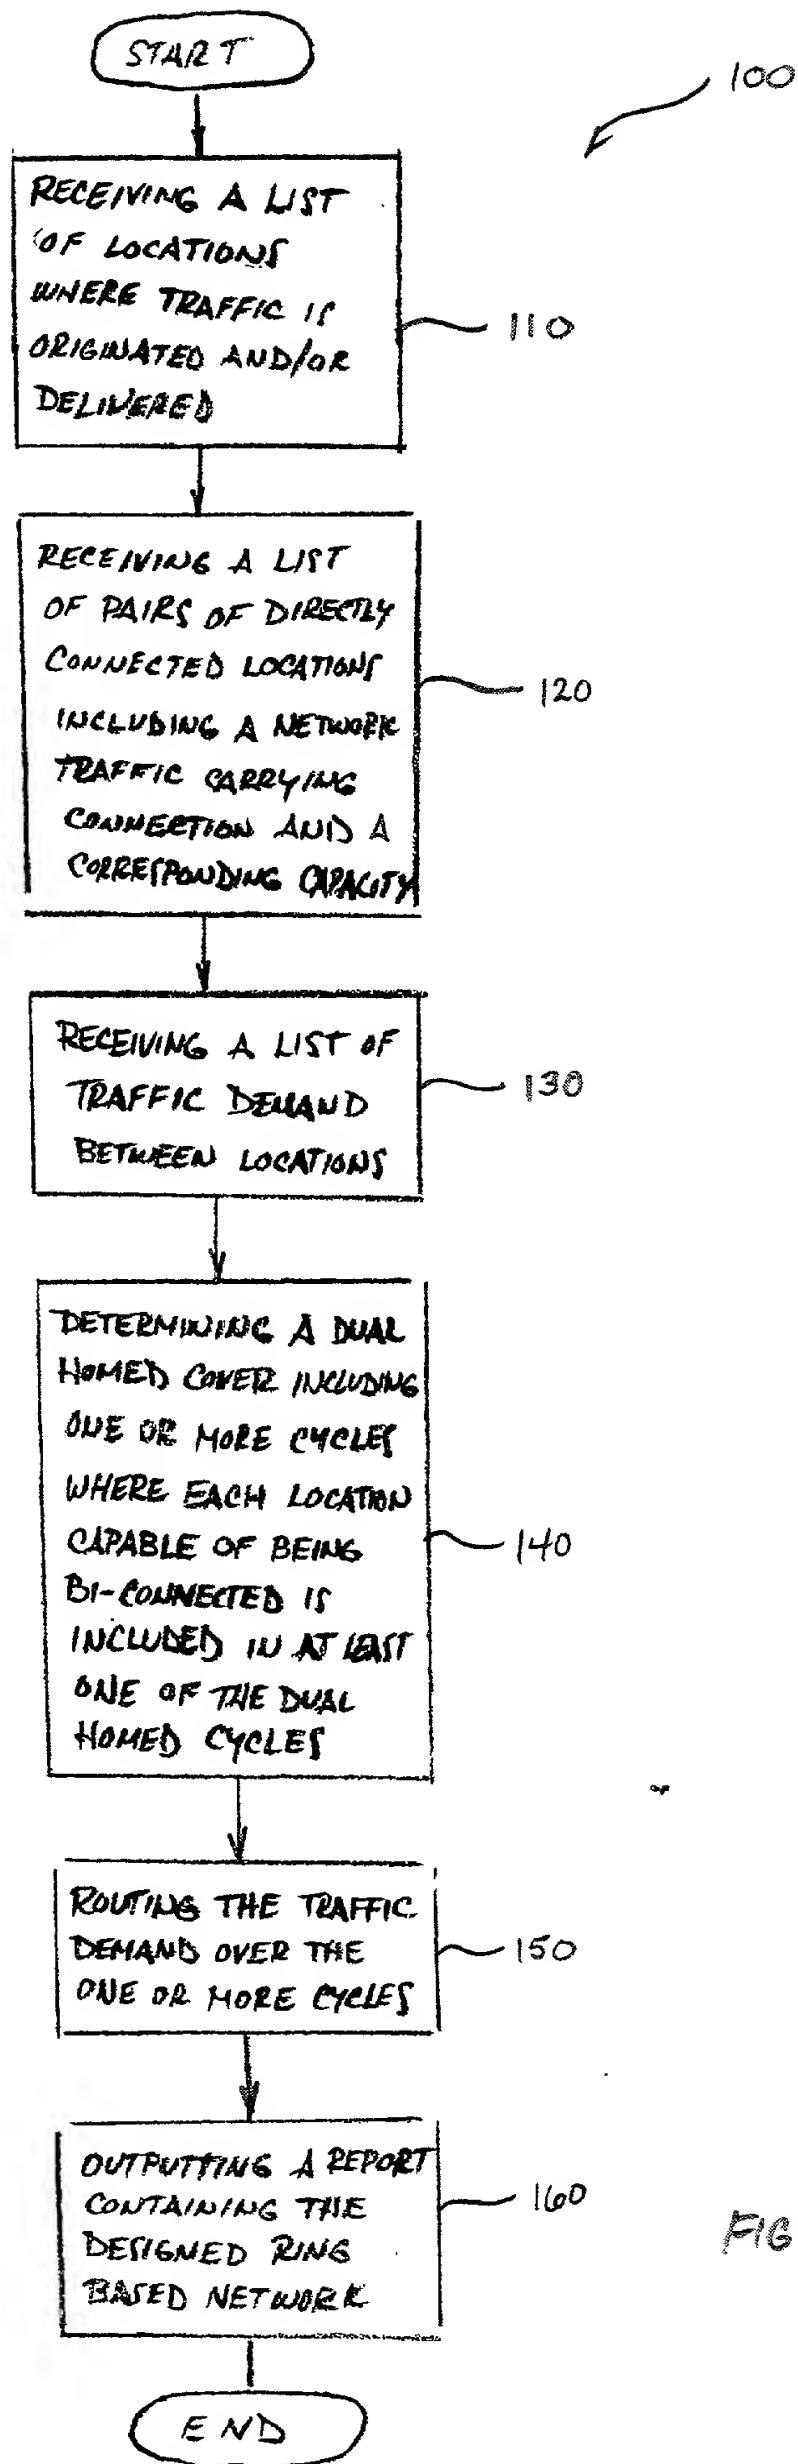 START
100
RECEIVING A LIST
OF LOCATIONS
WHERE TRAFFIC IS
ORIGINATED AND/OR
DELIVERED
110
RECEIVING A LIST
OF PAIRS OF DIRECTLY
CONNECTED LOCATIONS
INCLUDING A NETWORK
TRAFFIC CARRYING
CONNECTION AND A
CORRESPONDING CAPACITY
120
RECEIVING A LIST OF
TRAFFIC DEMAND
BETWEEN LOCATIONS
130
DETERMINING A DUAL
HOMED COVER INCLUDING
ONE OR MORE CYCLES
WHERE EACH LOCATION
CAPABLE OF BEING
BI-CONNECTED IS
INCLUDED IN AT LEAST
ONE OF THE DUAL
HOMED CYCLES
140
ROUTING THE TRAFFIC
DEMAND OVER THE
ONE OR MORE CYCLES
150
OUTPUTTING A REPORT
CONTAINING THE
DESIGNED RING
BASED NETWORK
160
FIG
END